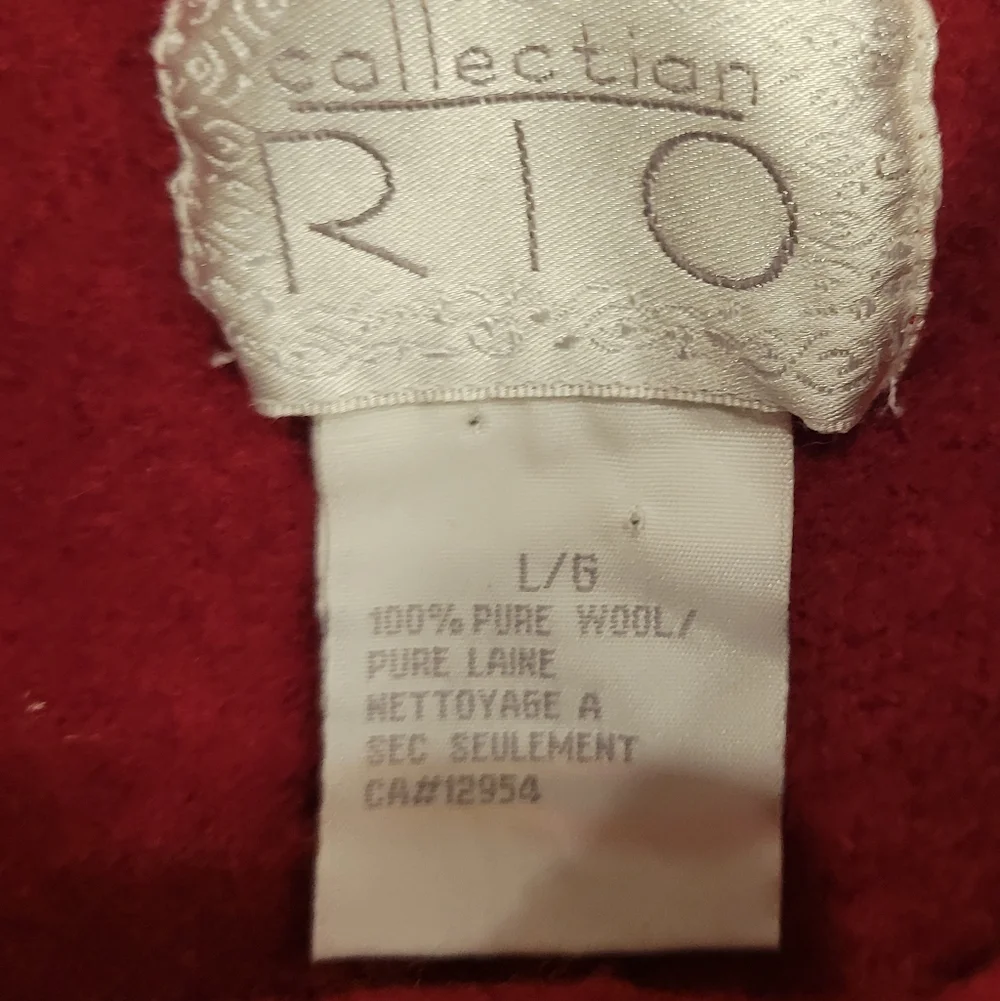 collection
RIO
L/G
100% PURE WOOL/
PURE LAINE
NETTOYAGE A
SEC SEULEMENT
CA#12954